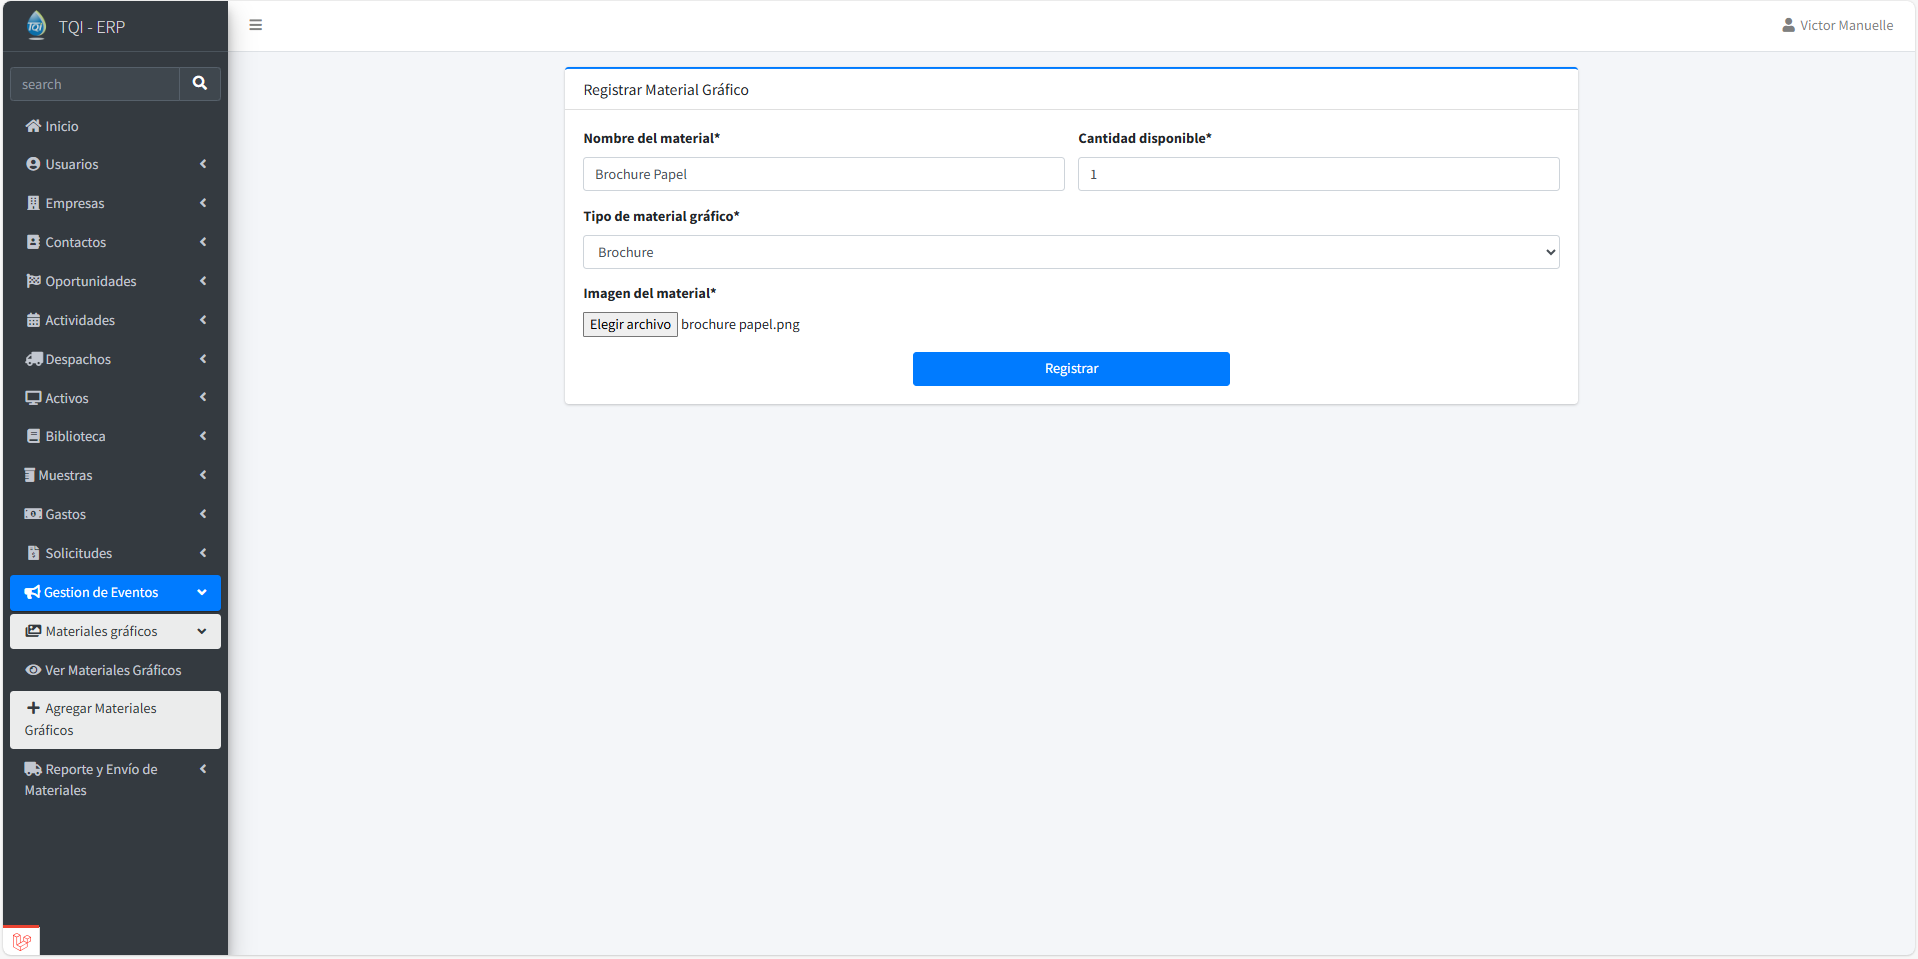 TQI
TQI - ERP
Victor Manuelle
search
Inicio
Usuarios
Empresas
Contactos
Oportunidades
Actividades
Despachos
Activos
Biblioteca
Muestras
Gastos
Solicitudes
Gestion de Eventos
Materiales gráficos
Ver Materiales Gráficos
Agregar Materiales
Gráficos
Reporte y Envío de
Materiales
Registrar Material Gráfico
Nombre del material*
Cantidad disponible*
Brochure Papel
1
Tipo de material gráfico*
Brochure
Imagen del material*
Elegir archivo brochure papel.png
Registrar